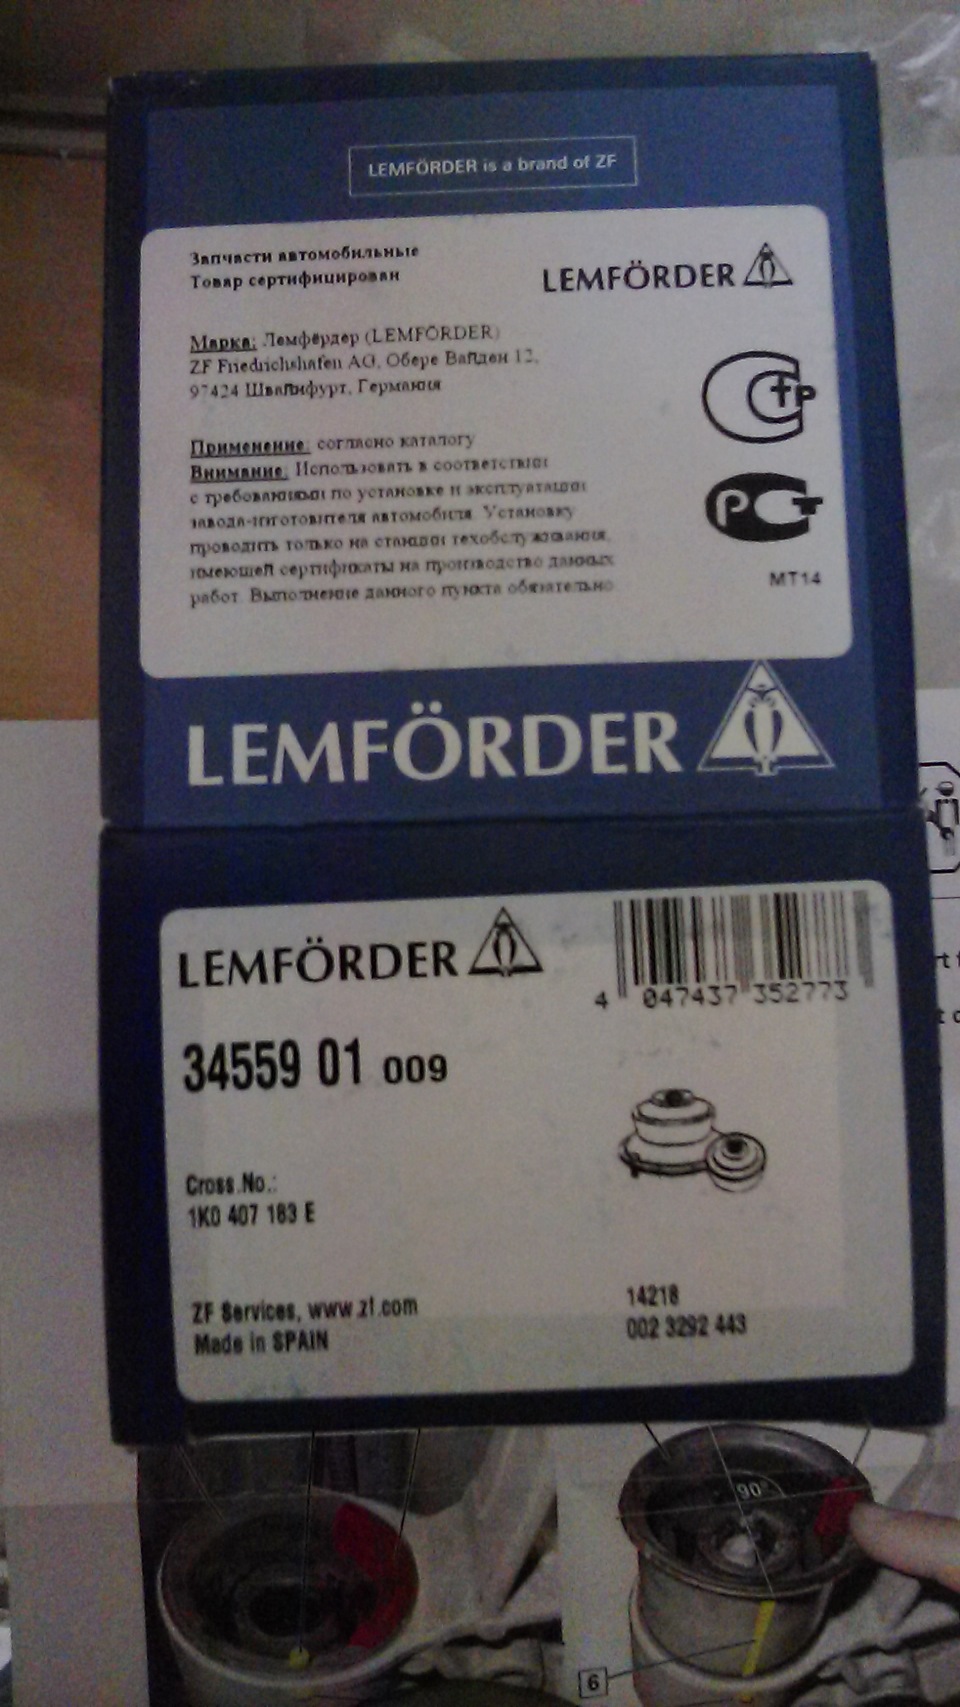 LEMFÖRDER is a brand of ZF
Запчасти автомобильные
Товар сертифицирован
LEMFÖRDER
Марка: Лемфёрдер (LEMFÖRDER)
ZF Friedrichshafen AG, Обере Вайден 12,
97424 Швайнфурт, Германия
Применение: согласно каталогу
Внимание: Использовать в соответствии
с требованиями по установке и эксплуатации
завода-изготовителя автомобиля. Установку
проводить только на станции техобслуживания,
имеющей сертификаты на производство данных
работ. Выполнение данного пункта обязательно
РСТ
МТ14
LEMFÖRDER
LEMFÖRDER
4 047437 352773
34559 01 009
Cross.No.:
1K0 407 183 E
ZF Services, www.zf.com
Made in SPAIN
14218
002 3292 443
90°
6